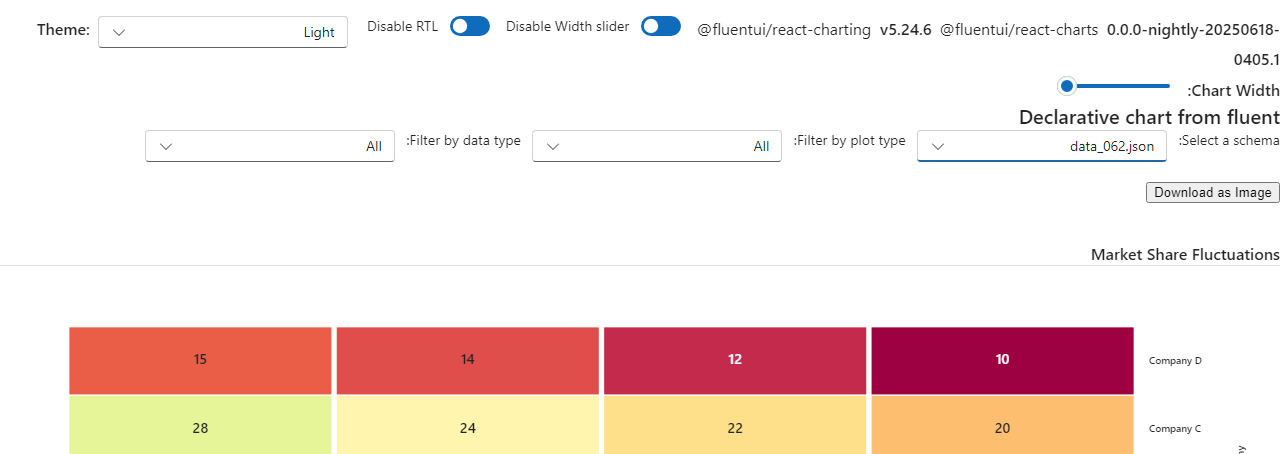 Theme: Light Disable RTL Disable Width slider @fluentui/react-charting v5.24.6 @fluentui/react-charts 0.0.0-nightly-20250618-
0405.1
:Chart Width
Declarative chart from fluent
:Select a schema data_062.json :Filter by plot type All :Filter by data type All
Download as Image
Market Share Fluctuations
15 14 12 10 Company D
28 24 22 20 Company C